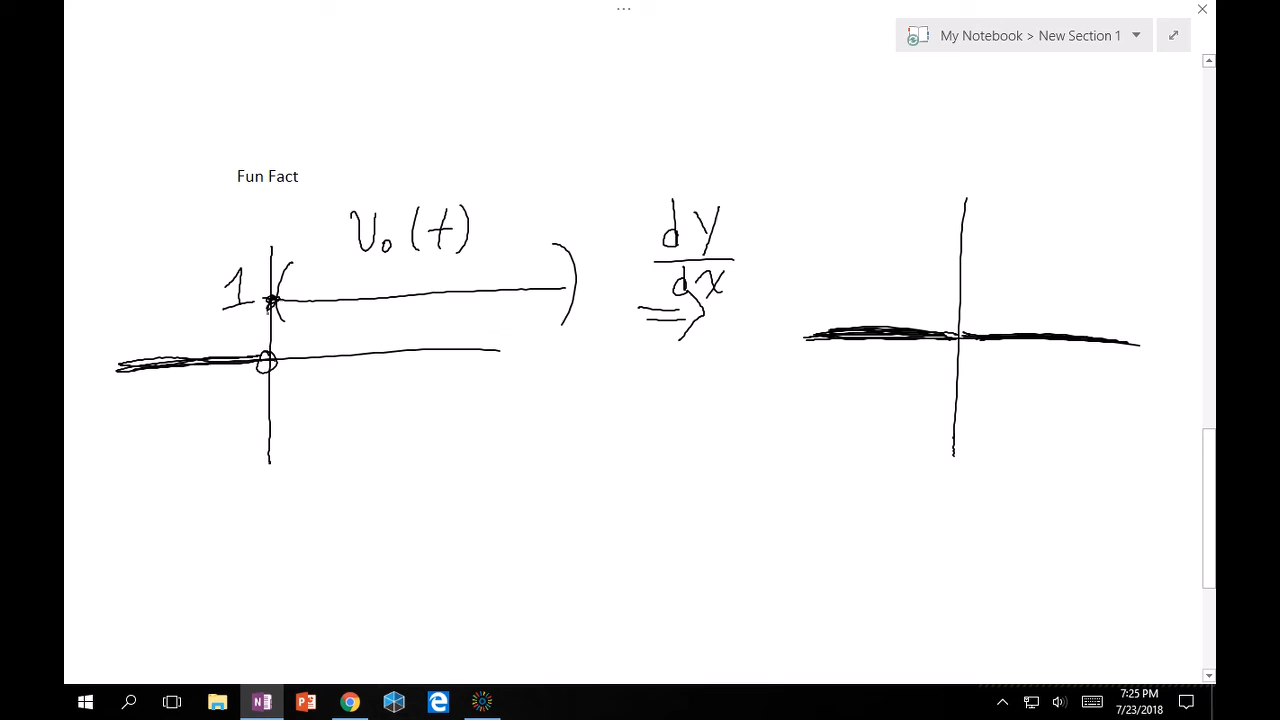 My Notebook > New Section 1
Fun Fact
U₀(t)
1
dy
dx
⇒
7:25 PM
7/23/2018